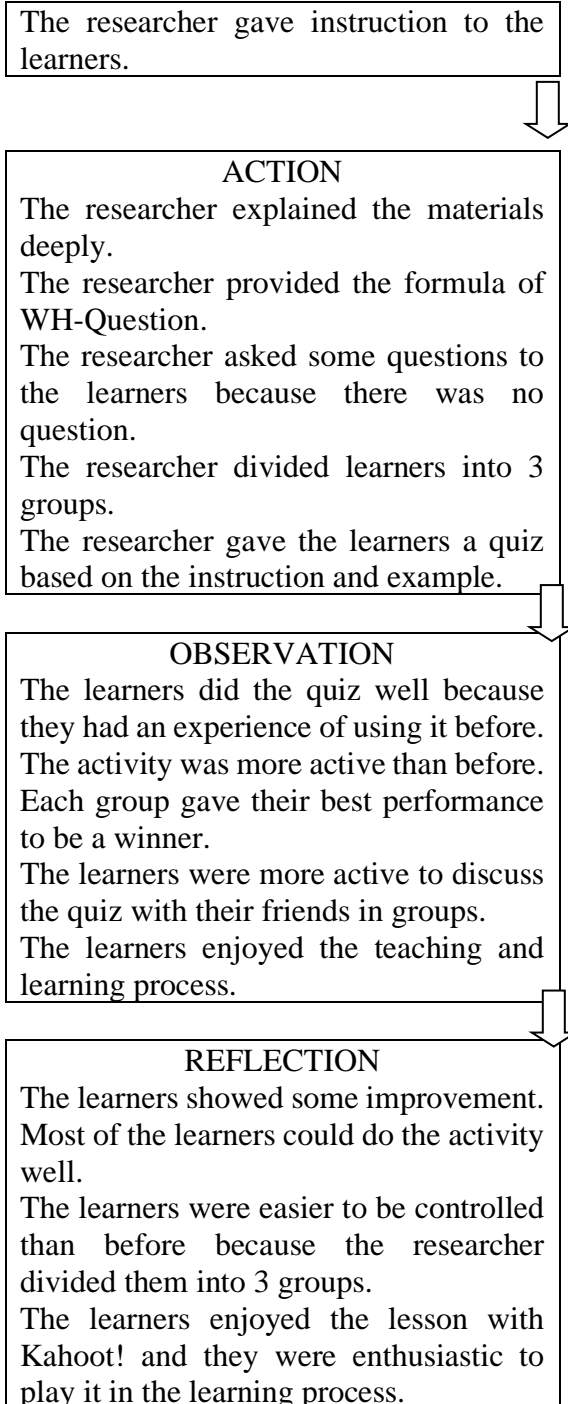 The researcher gave instruction to the
learners.
ACTION
The researcher explained the materials
deeply.
The researcher provided the formula of
WH-Question.
The researcher asked some questions to
the learners because there was no
question.
The researcher divided learners into 3
groups.
The researcher gave the learners a quiz
based on the instruction and example.
OBSERVATION
The learners did the quiz well because
they had an experience of using it before.
The activity was more active than before.
Each group gave their best performance
to be a winner.
The learners were more active to discuss
the quiz with their friends in groups.
The learners enjoyed the teaching and
learning process.
REFLECTION
The learners showed some improvement.
Most of the learners could do the activity
well.
The learners were easier to be controlled
than before because the researcher
divided them into 3 groups.
The learners enjoyed the lesson with
Kahoot! and they were enthusiastic to
play it in the learning process.